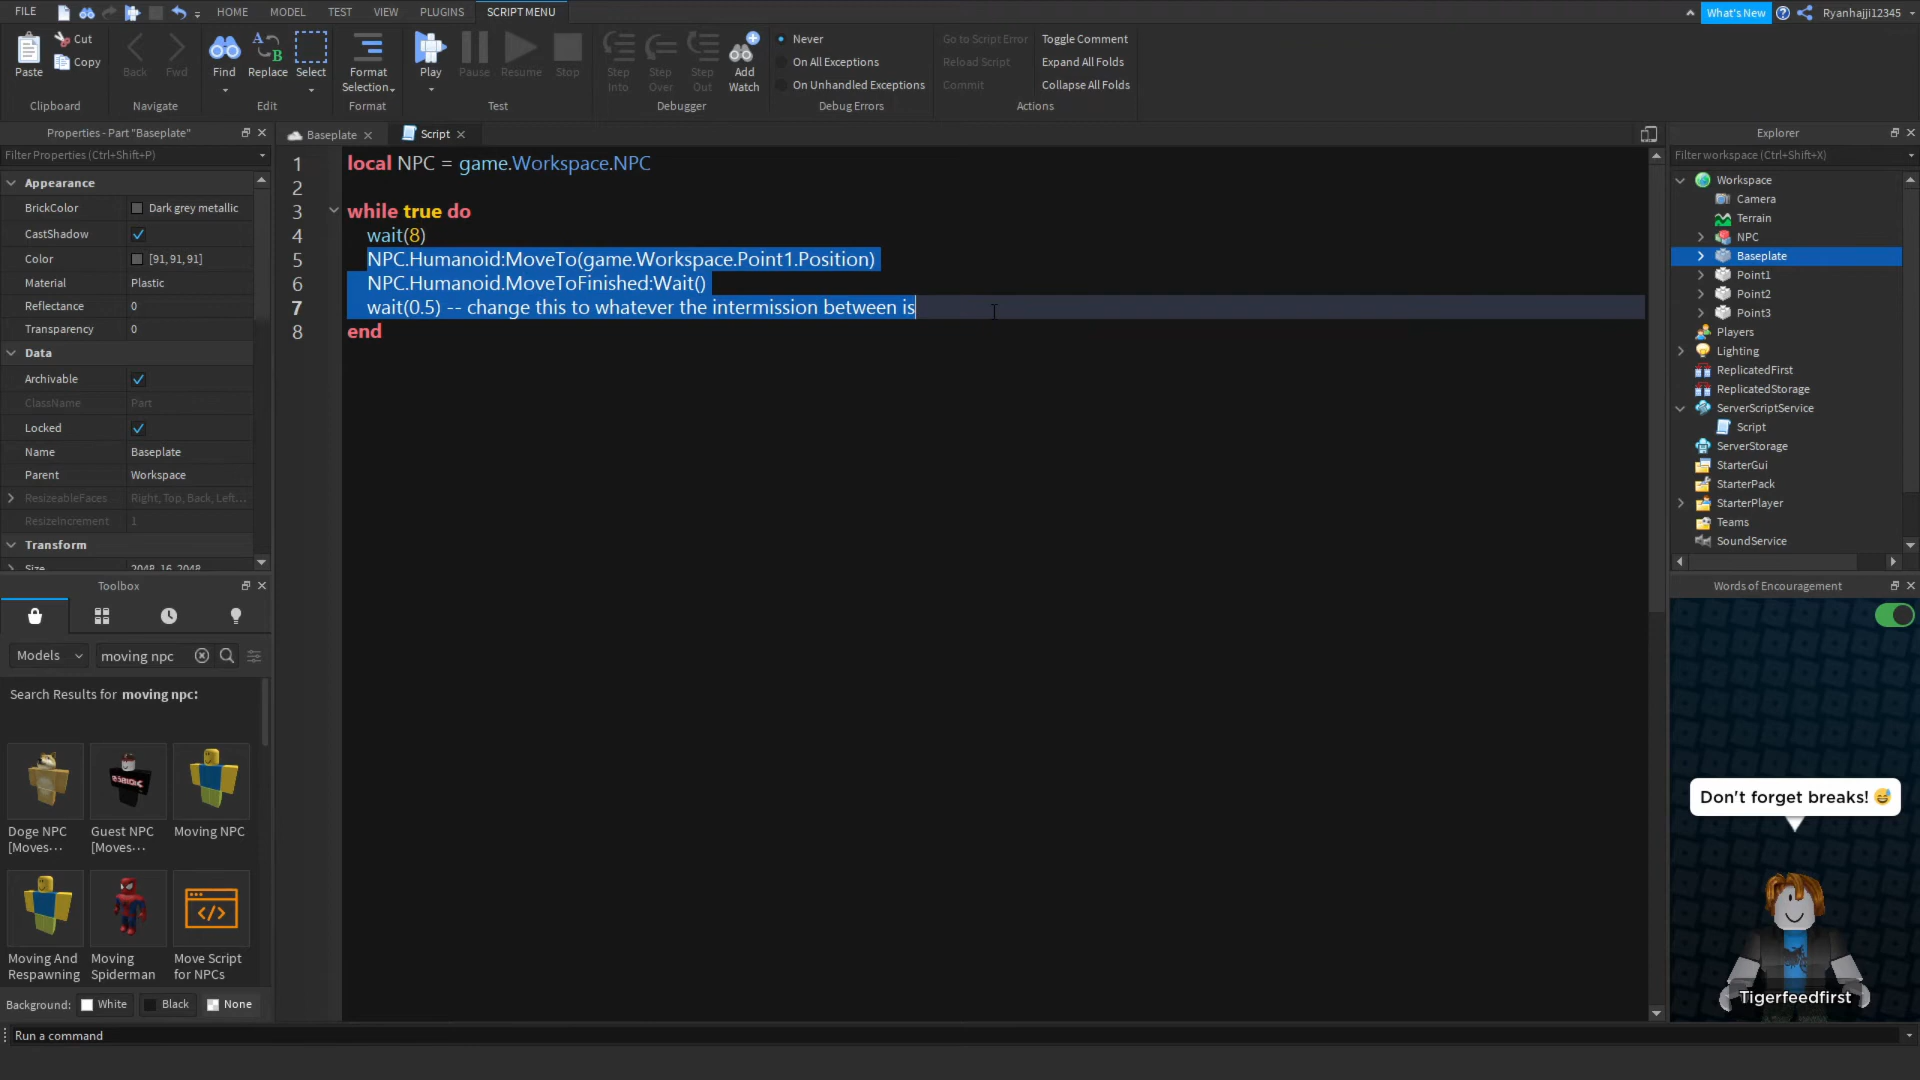 FILE
HOME
MODEL
TEST
VIEW
PLUGINS
SCRIPT MENU
What's New
Ryanhajji12345
Paste
Cut
Copy
Clipboard
Back
Fwd
Navigate
Find
Replace
Select
Edit
Format
Selection
Format
Play
Pause
Resume
Stop
Test
Step
Into
Step
Over
Step
Out
Add
Watch
Debugger
Never
On All Exceptions
On Unhandled Exceptions
Debug Errors
Go to Script Error
Reload Script
Commit
Toggle Comment
Expand All Folds
Collapse All Folds
Actions
Properties - Part "Baseplate"
Filter Properties (Ctrl+Shift+P)
Appearance
BrickColor Dark grey metallic
CastShadow
Color [91, 91, 91]
Material Plastic
Reflectance 0
Transparency 0
Data
Archivable
ClassName Part
Locked
Name Baseplate
Parent Workspace
ResizeableFaces Right, Top, Back, Left...
ResizeIncrement 1
Transform
Size 2048, 16, 2048
Toolbox
Models
moving npc
Search Results for moving npc:
Doge NPC
[Moves...
Guest NPC
[Moves...
Moving NPC
Moving And
Respawning
Moving
Spiderman
Move Script
for NPCs
Background: White Black None
Run a command
Baseplate
Script
1 local NPC = game.Workspace.NPC
2
3 while true do
4 wait(8)
5 NPC.Humanoid:MoveTo(game.Workspace.Point1.Position)
6 NPC.Humanoid.MoveToFinished:Wait()
7 wait(0.5) -- change this to whatever the intermission between is
8 end
Explorer
Filter workspace (Ctrl+Shift+X)
Workspace
Camera
Terrain
NPC
Baseplate
Point1
Point2
Point3
Players
Lighting
ReplicatedFirst
ReplicatedStorage
ServerScriptService
Script
ServerStorage
StarterGui
StarterPack
StarterPlayer
Teams
SoundService
Words of Encouragement
Don't forget breaks! 😅
Tigerfeedfirst